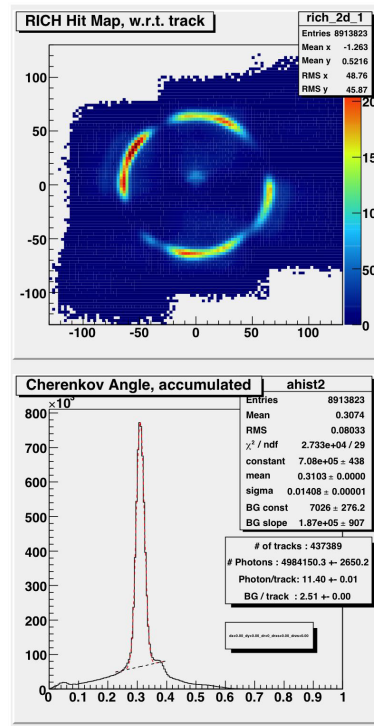 RICH Hit Map, w.r.t. track
rich_2d_1
Entries 8913823
Mean x -1.263
Mean y 0.5216
RMS x 48.76
RMS y 45.87
100
50
0
-50
-100
-100 -50 0 50 100
20
15
10
50
0
Cherenkov Angle, accumulated
ahist2
Entries 8913823
Mean 0.3074
RMS 0.08033
χ² / ndf 2.733e+04 / 29
constant 7.08e+05 ± 438
mean 0.3103 ± 0.0000
sigma 0.01408 ± 0.00001
BG const 7026 ± 276.2
BG slope 1.87e+05 ± 907
# of tracks : 437389
# Photons : 4984150.3 +- 2650.2
Photon/track: 11.40 +- 0.01
BG / track : 2.51 +- 0.00
×10³
800
700
600
500
400
300
200
100
0
0 0.1 0.2 0.3 0.4 0.5 0.6 0.7 0.8 0.9 1